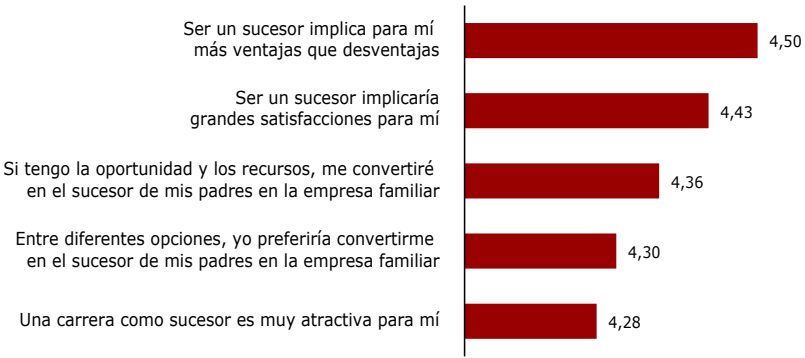 Ser un sucesor implica para mí
más ventajas que desventajas
4,50
Ser un sucesor implicaría
grandes satisfacciones para mí
4,43
Si tengo la oportunidad y los recursos, me convertiré
en el sucesor de mis padres en la empresa familiar
4,36
Entre diferentes opciones, yo preferiría convertirme
en el sucesor de mis padres en la empresa familiar
4,30
Una carrera como sucesor es muy atractiva para mí
4,28